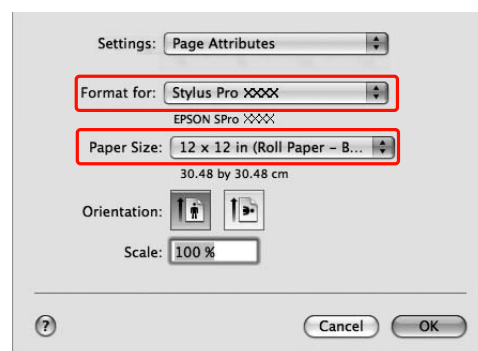 Settings: Page Attributes
Format for: Stylus Pro XXXX
EPSON SPro XXXX
Paper Size: 12 x 12 in (Roll Paper – B...
30.48 by 30.48 cm
Orientation:
Scale: 100 %
? Cancel OK